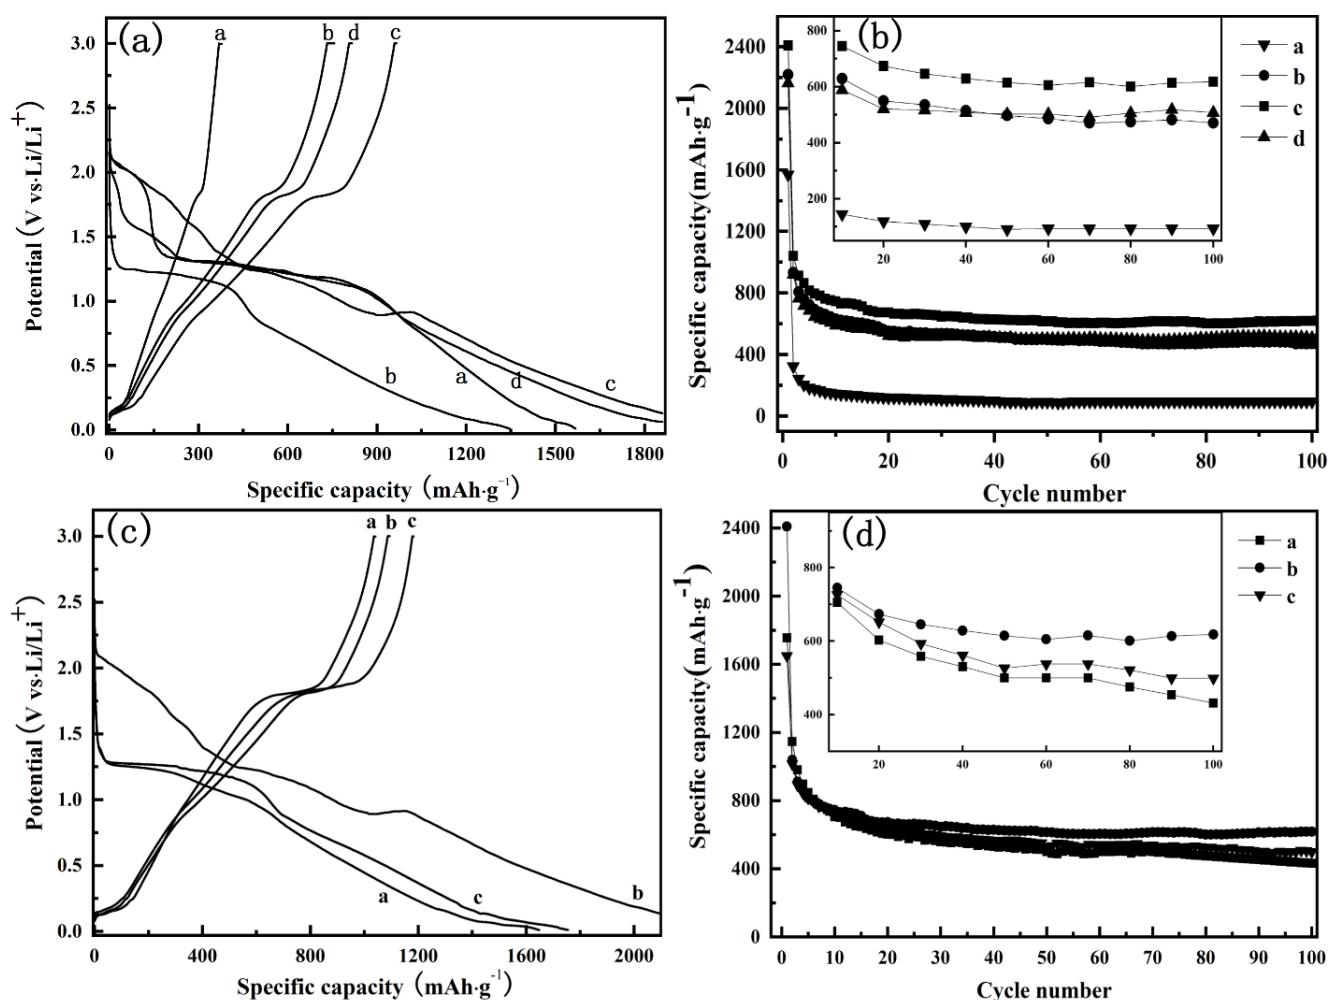 (a)
a
b
d
c
3.0
2.5
2.0
1.5
1.0
0.5
0.0
Potential (V vs·Li/Li+)
b
a
d
c
0
300
600
900
1200
1500
1800
Specific capacity (mAh·g-1)
(b)
2400
2000
1600
1200
800
400
0
Specific capacity(mAh·g-1)
800
600
400
200
20
40
60
80
100
a
b
c
d
0
20
40
60
80
100
Cycle number
(c)
a
b
c
3.0
2.5
2.0
1.5
1.0
0.5
0.0
Potential (V vs·Li/Li+)
a
c
b
0
400
800
1200
1600
2000
Specific capacity (mAh·g-1)
(d)
2400
2000
1600
1200
800
400
0
Specific capacity(mAh·g-1)
800
600
400
20
40
60
80
100
a
b
c
0
10
20
30
40
50
60
70
80
90
100
Cycle number